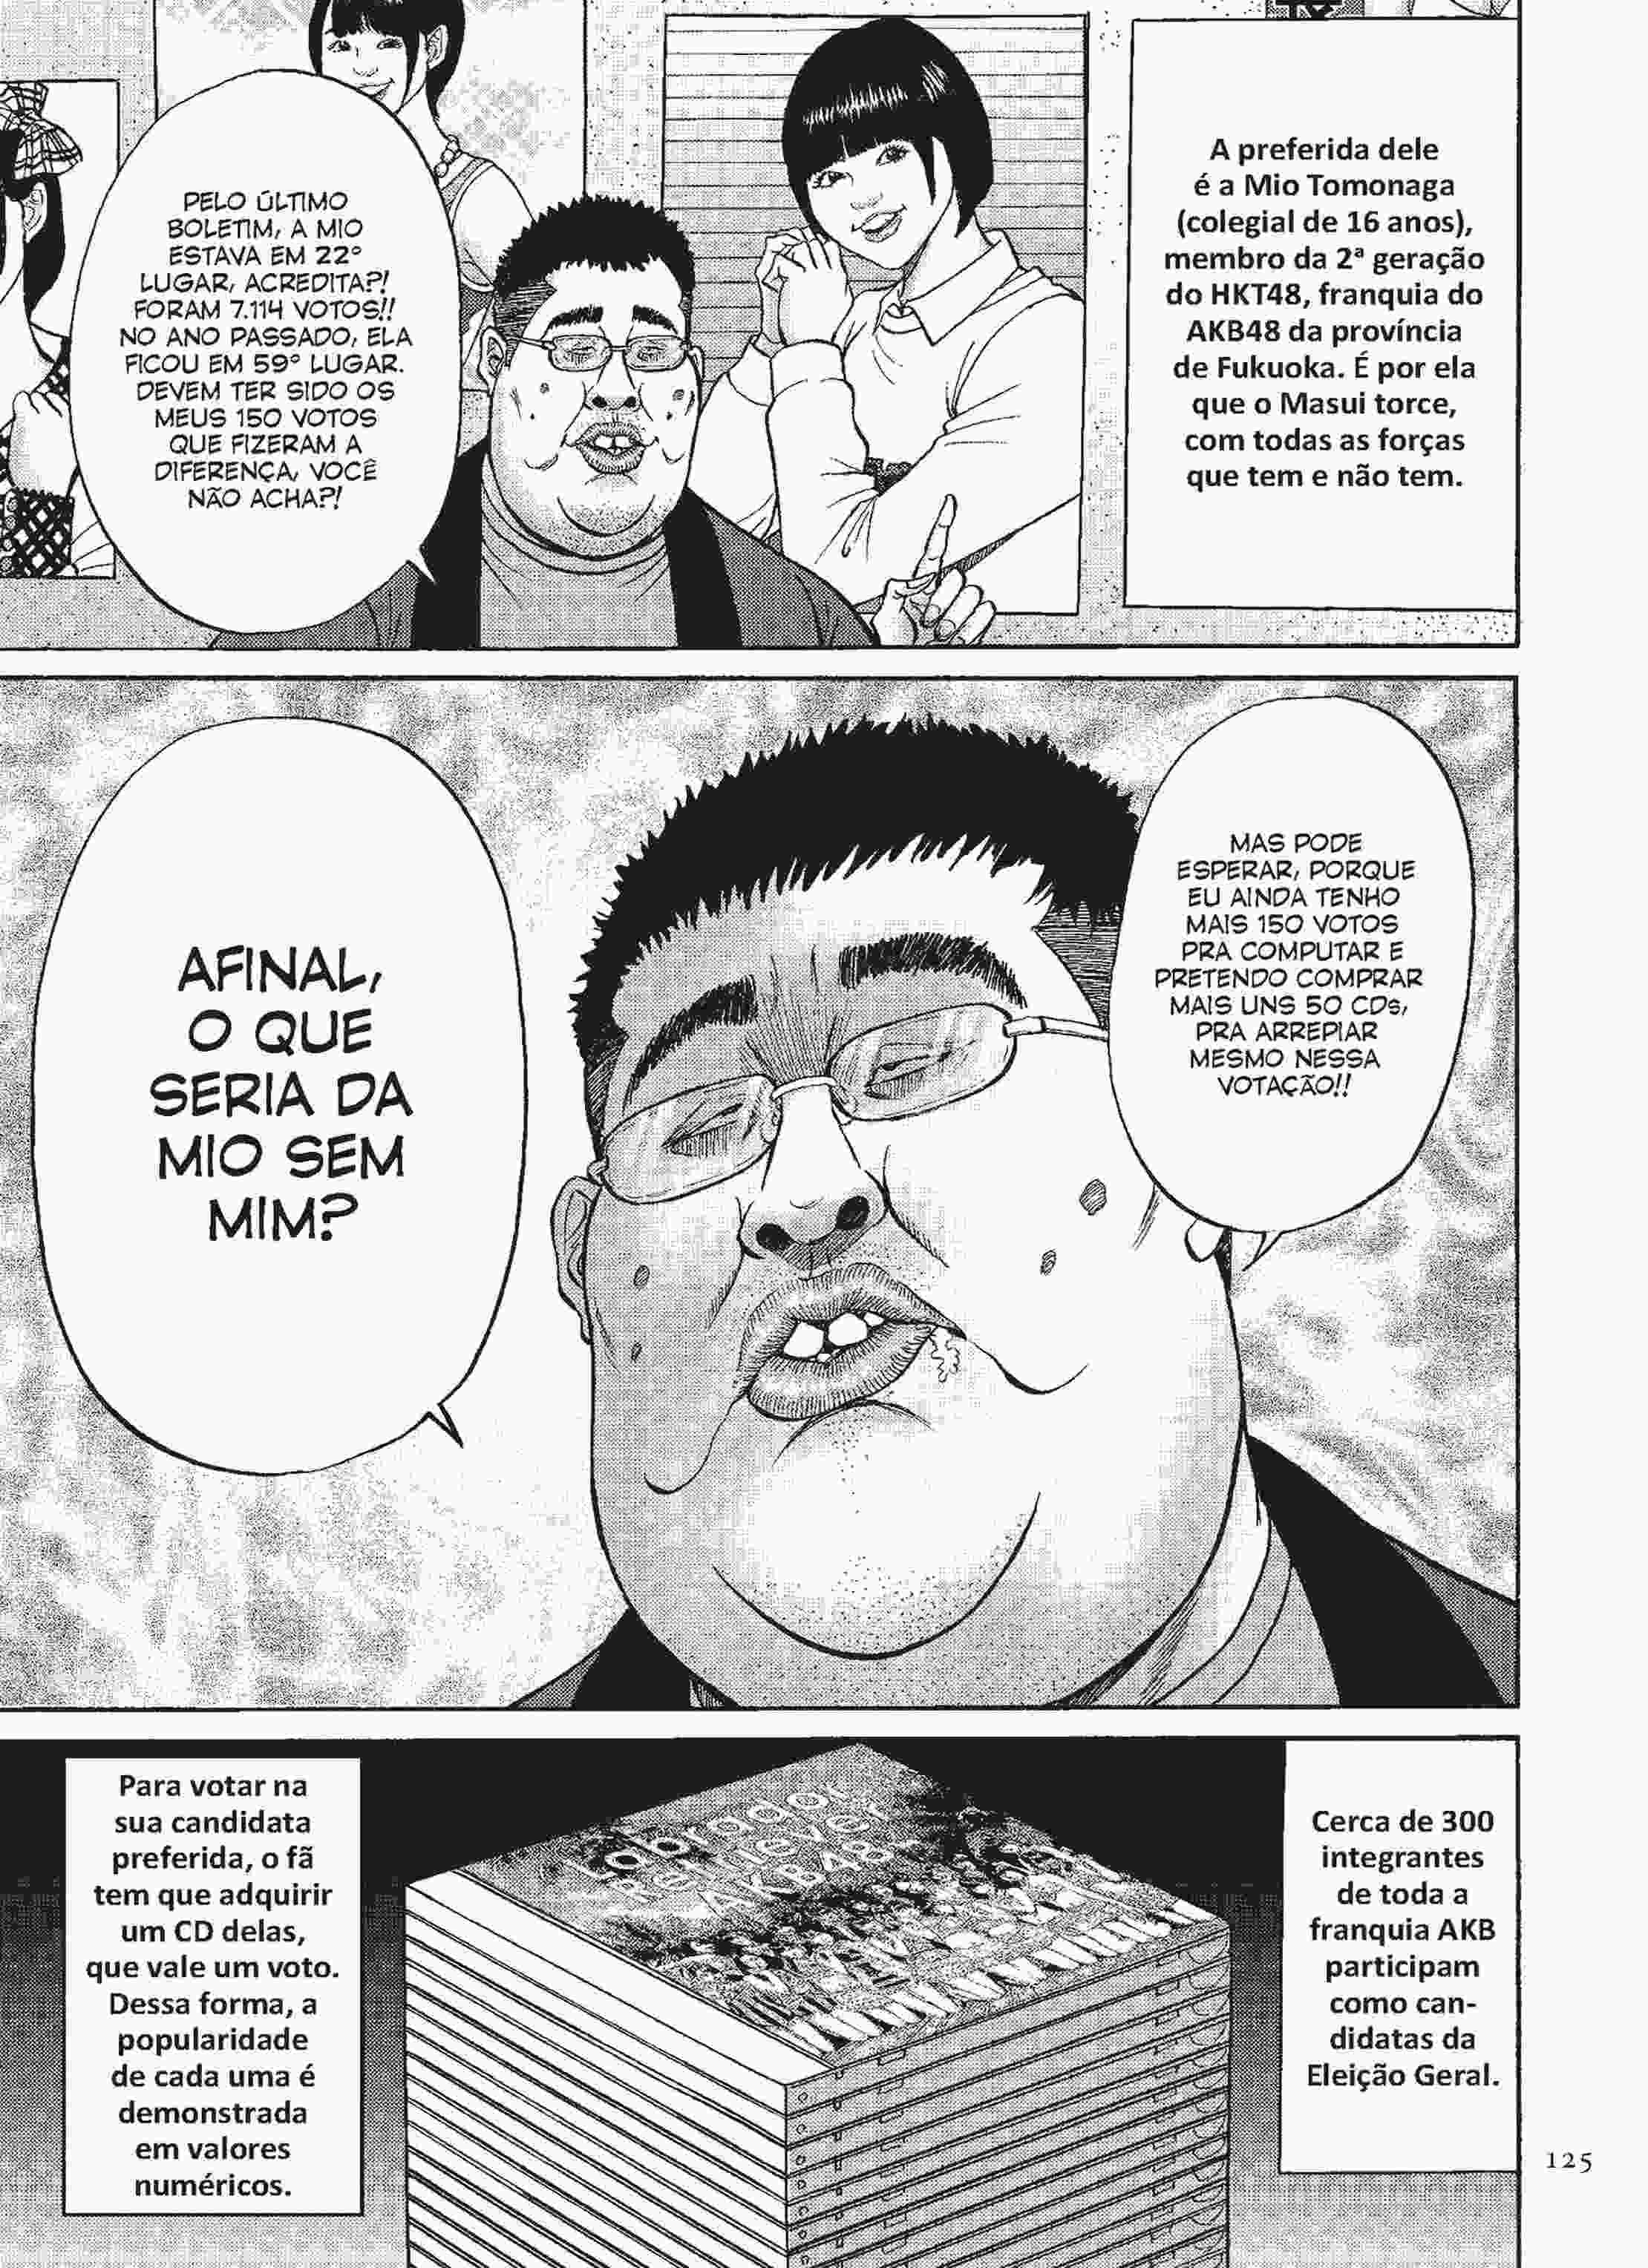 A preferida dele
é a Mio Tomonaga
(colegial de 16 anos),
membro da 2ª geração
do HKT48, franquia do
AKB48 da província
de Fukuoka. É por ela
que o Masui torce,
com todas as forças
que tem e não tem.
PELO ÚLTIMO
BOLETIM, A MIO
ESTAVA EM 22º
LUGAR, ACREDITA?!
FORAM 7.114 VOTOS!!
NO ANO PASSADO, ELA
FICOU EM 59º LUGAR.
DEVEM TER SIDO OS
MEUS 150 VOTOS
QUE FIZERAM A
DIFERENÇA, VOCÊ
NÃO ACHA?!
MAS PODE
ESPERAR, PORQUE
EU AINDA TENHO
MAIS 150 VOTOS
PRA COMPUTAR E
PRETENDO COMPRAR
MAIS UNS 50 CDs,
PRA ARREPIAR
MESMO NESSA
VOTAÇÃO!!
AFINAL,
O QUE
SERIA DA
MIO SEM
MIM?
Cerca de 300
integrantes
de toda a
franquia AKB
participam
como can-
didatas da
Eleição Geral.
Labrador
Retriever
AKB48
Para votar na
sua candidata
preferida, o fã
tem que adquirir
um CD delas,
que vale um voto.
Dessa forma, a
popularidade
de cada uma é
demonstrada
em valores
numéricos.
125